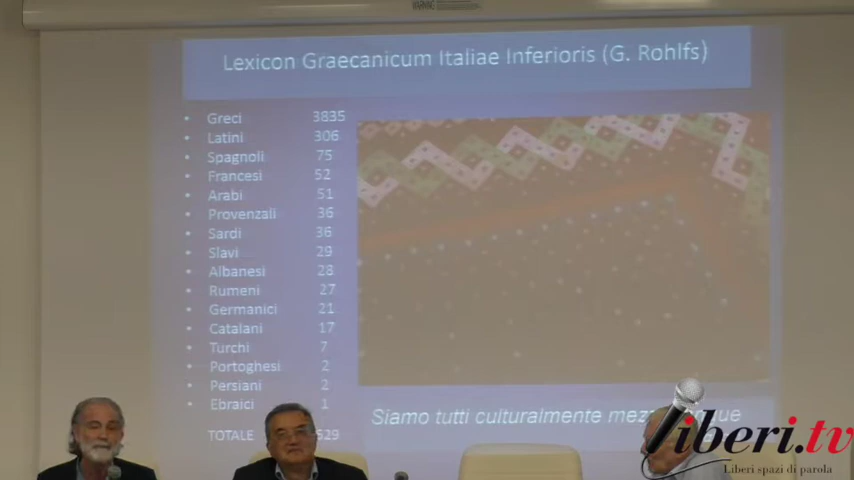 Lexicon Graecanicum Italiae Inferioris (G. Rohlfs)
• Greci 3835
• Latini 306
• Spagnoli 75
• Francesi 52
• Arabi 51
• Provenzali 36
• Sardi 36
• Slavi 29
• Albanesi 28
• Rumeni 27
• Germanici 21
• Catalani 17
• Turchi 7
• Portoghesi 2
• Persiani 2
• Ebraici 1
TOTALE 529
Siamo tutti culturalmente
liberi.tv
Liberi spazi di parola